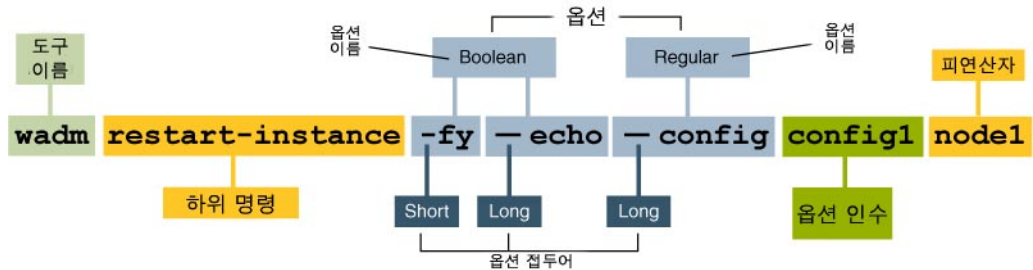 옵션
옵션
이름
옵션
이름
도구
이름
Boolean
Regular
피연산자
wadm restart-instance -fy — echo — config config1 node1
하위 명령
Short
Long
Long
옵션 인수
옵션 접두어